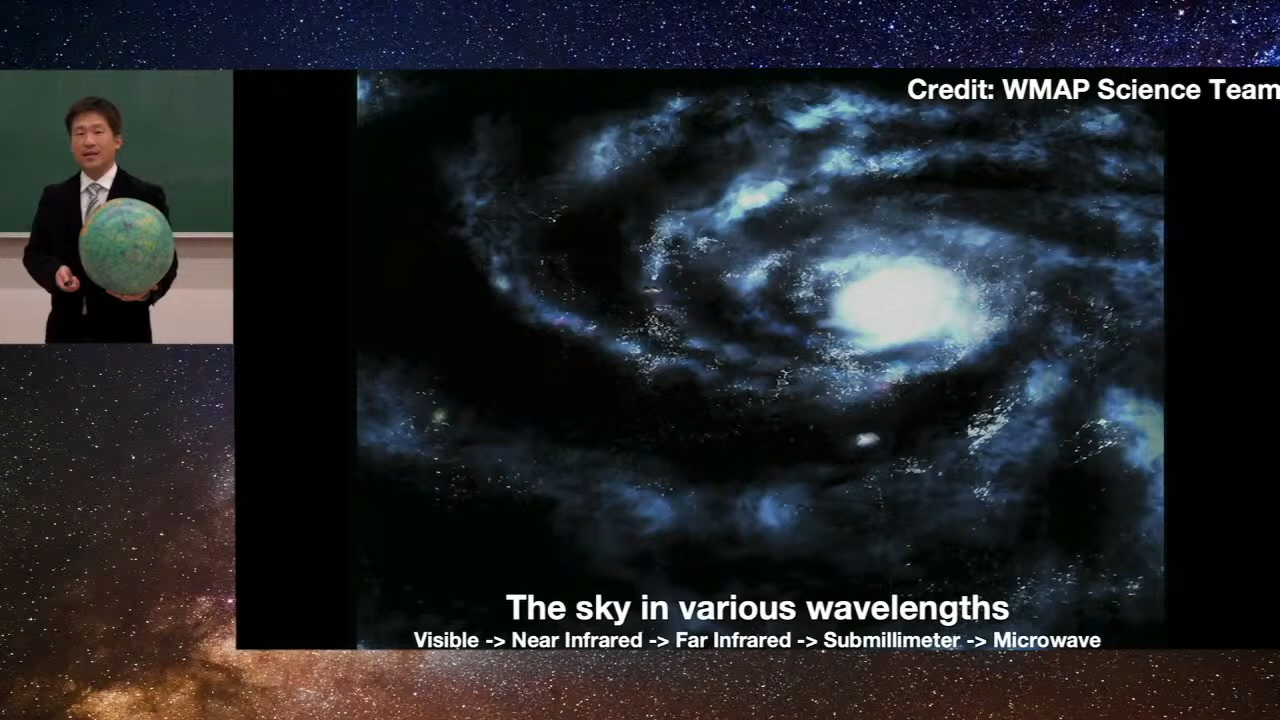 Credit: WMAP Science Team
The sky in various wavelengths
Visible -> Near Infrared -> Far Infrared -> Submillimeter -> Microwave